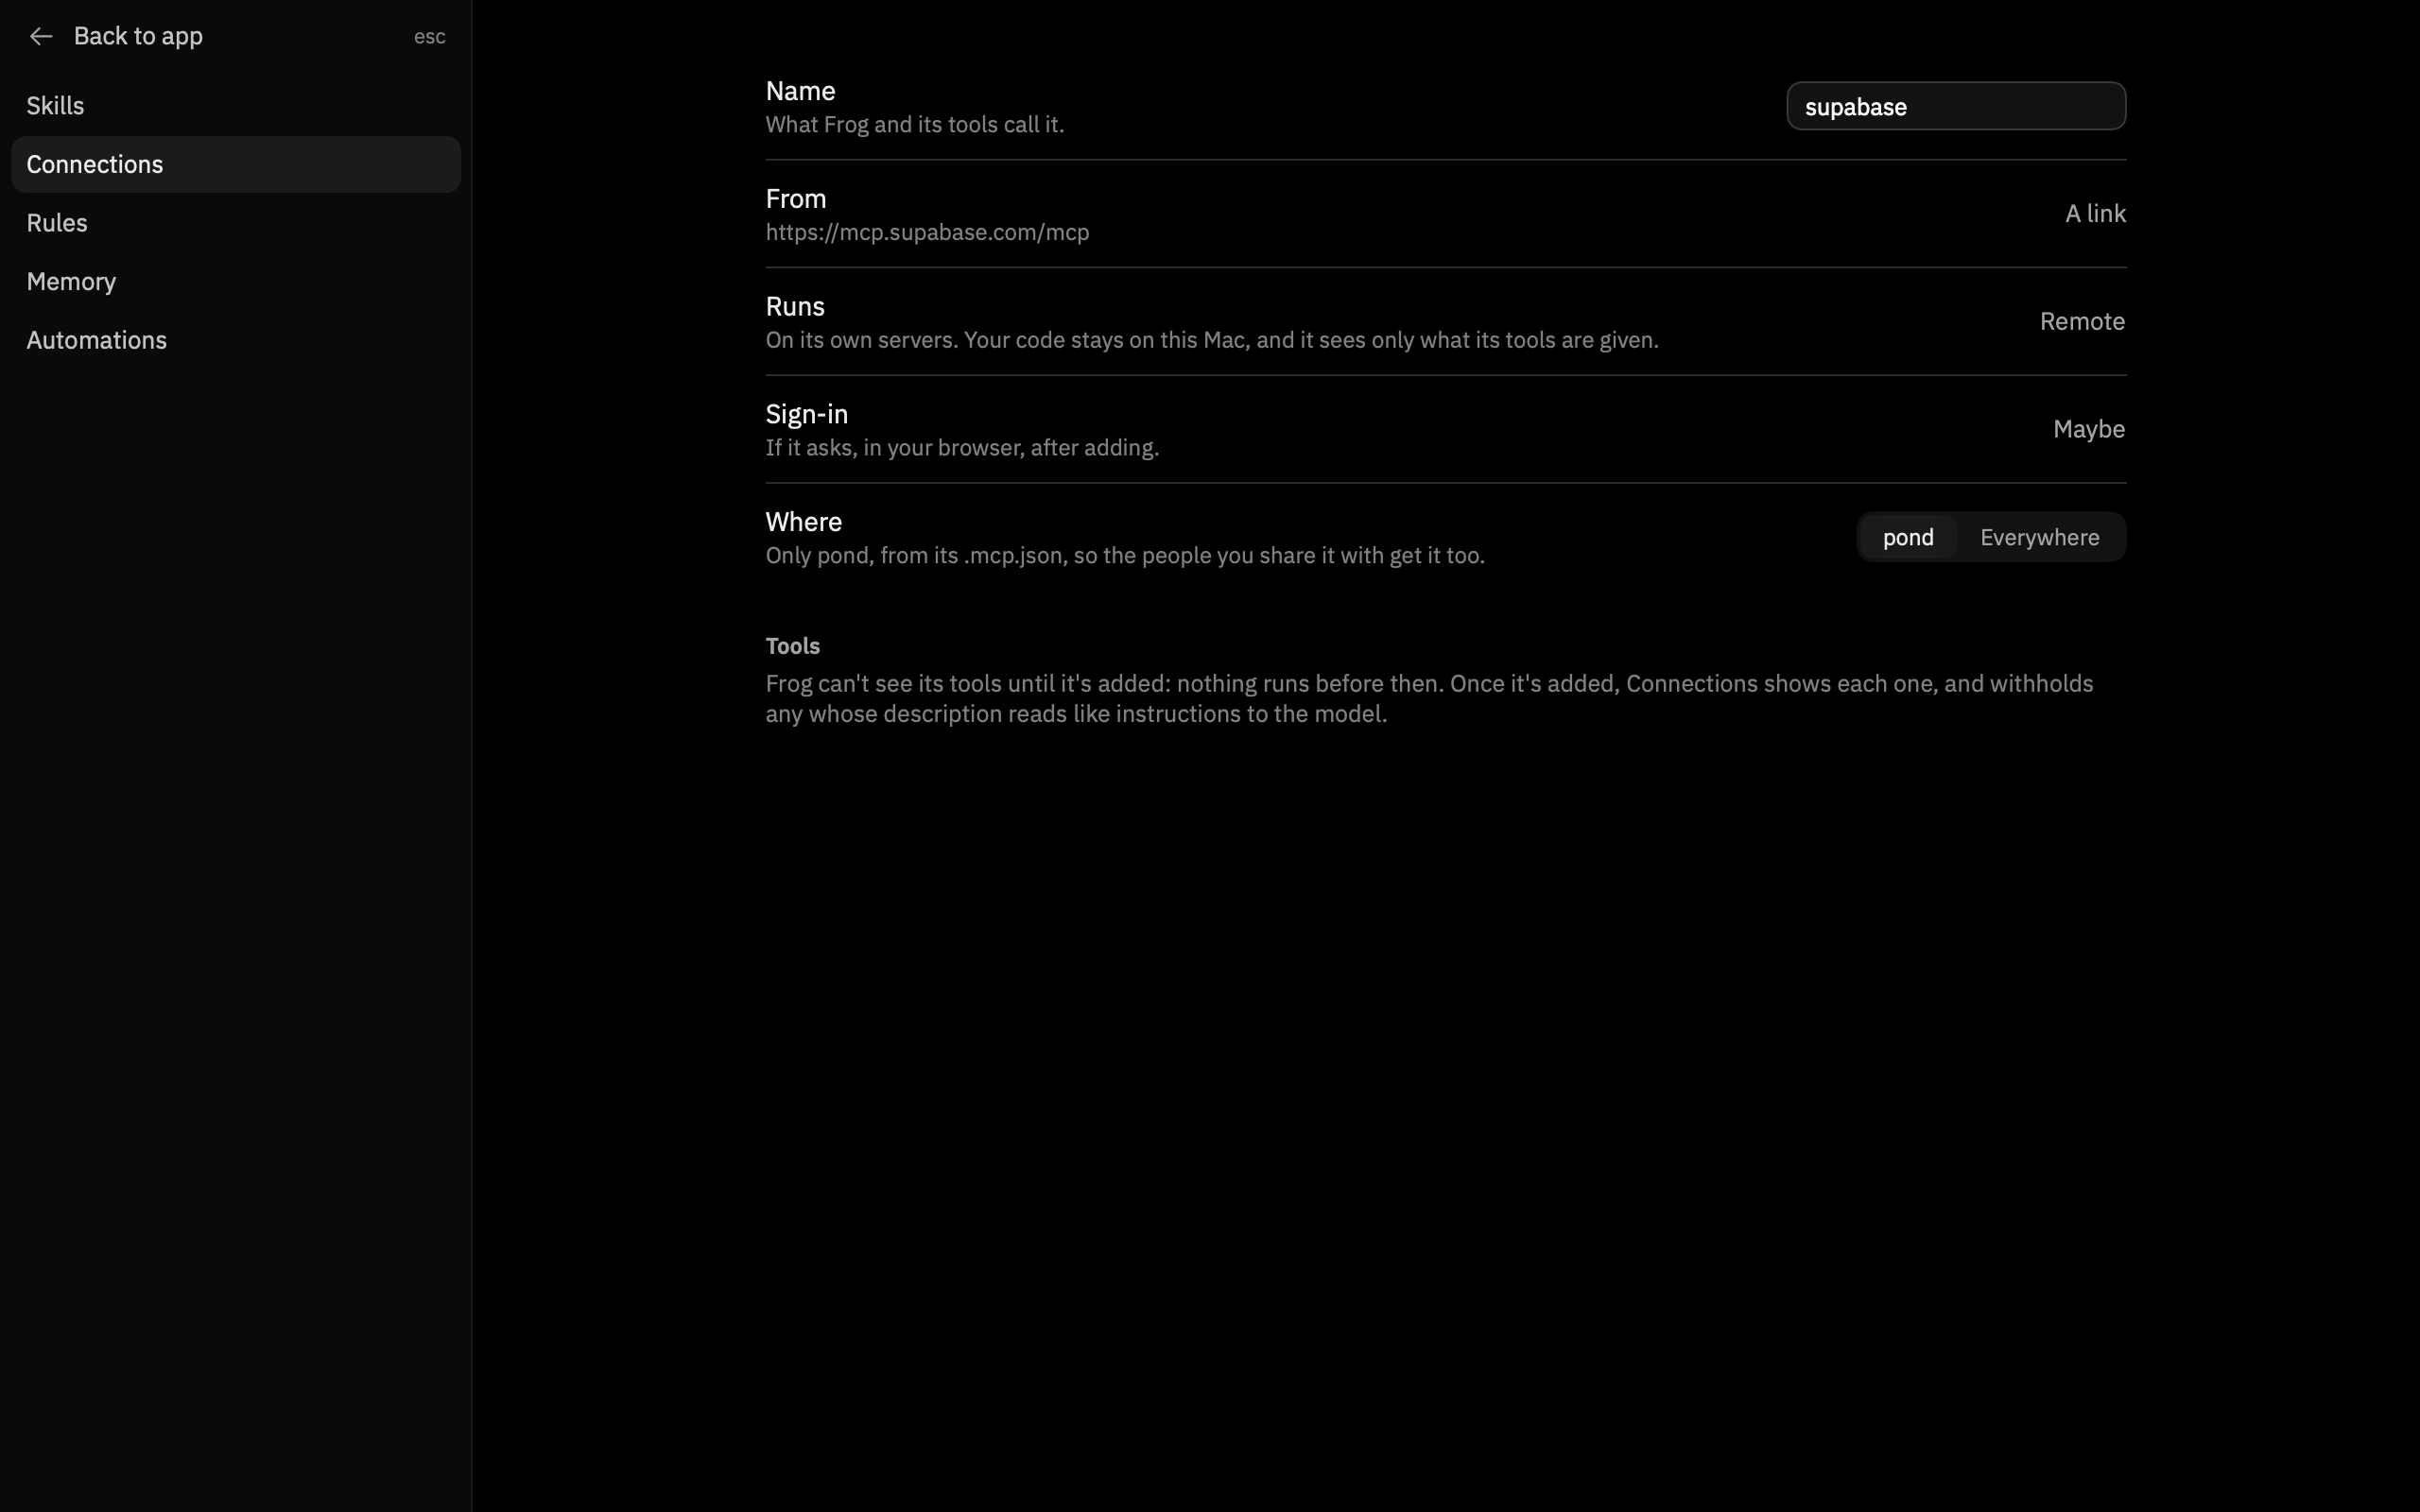 Back to app
esc
Skills
Connections
Rules
Memory
Automations
Name
What Frog and its tools call it.
supabase
From
https://mcp.supabase.com/mcp
A link
Runs
On its own servers. Your code stays on this Mac, and it sees only what its tools are given.
Remote
Sign-in
If it asks, in your browser, after adding.
Maybe
Where
Only pond, from its .mcp.json, so the people you share it with get it too.
pond
Everywhere
Tools
Frog can't see its tools until it's added: nothing runs before then. Once it's added, Connections shows each one, and withholds
any whose description reads like instructions to the model.